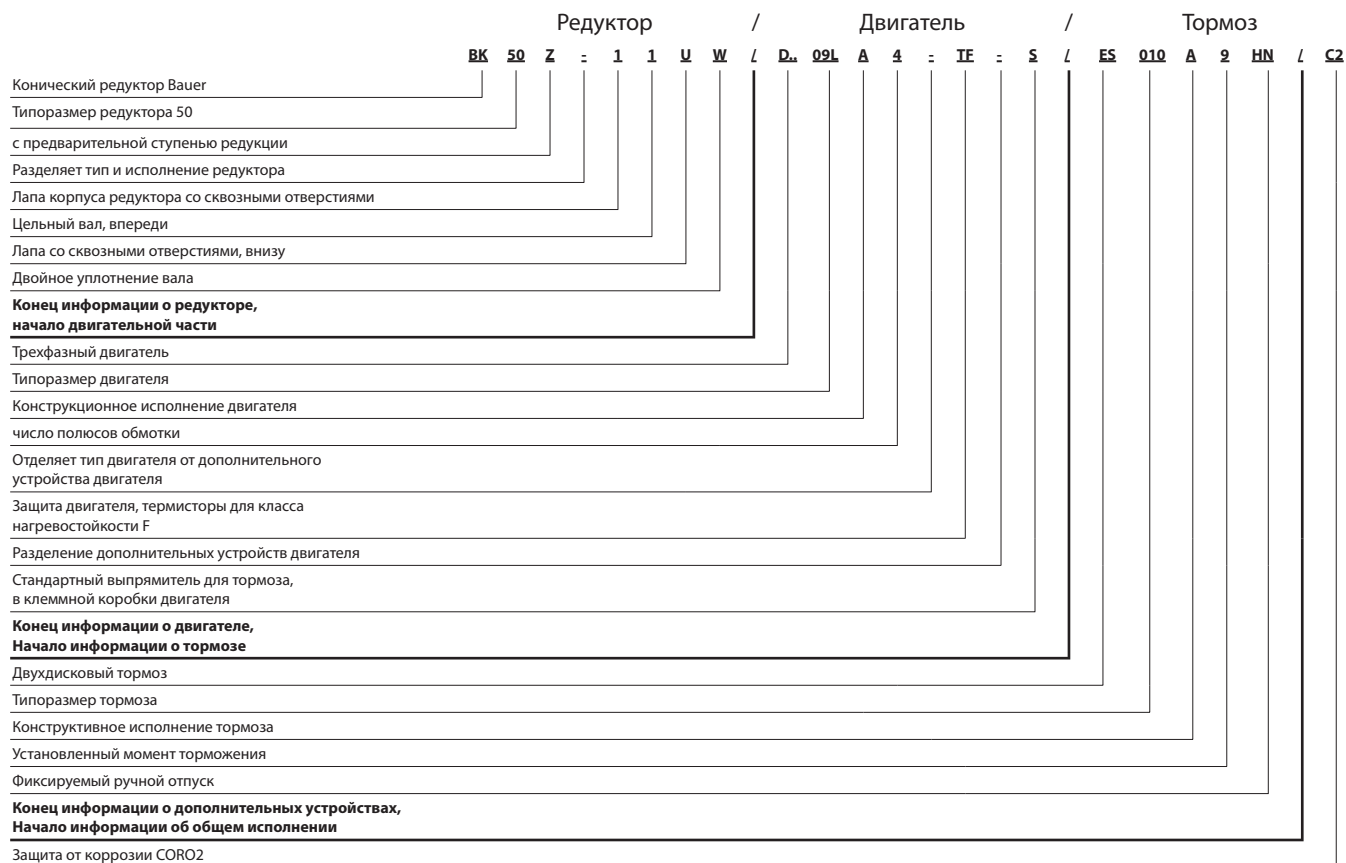 Редуктор / Двигатель / Тормоз
BK 50 Z - 1 1 U W / D.. 09L A 4 - TF - S / ES 010 A 9 HN / C2
Конический редуктор Bauer
Типоразмер редуктора 50
с предварительной ступенью редукции
Разделяет тип и исполнение редуктора
Лапа корпуса редуктора со сквозными отверстиями
Цельный вал, впереди
Лапа со сквозными отверстиями, внизу
Двойное уплотнение вала
Конец информации о редукторе,
начало двигательной части
Трехфазный двигатель
Типоразмер двигателя
Конструкционное исполнение двигателя
число полюсов обмотки
Отделяет тип двигателя от дополнительного
устройства двигателя
Защита двигателя, термисторы для класса
нагревостойкости F
Разделение дополнительных устройств двигателя
Стандартный выпрямитель для тормоза,
в клеммной коробки двигателя
Конец информации о двигателе,
Начало информации о тормозе
Двухдисковый тормоз
Типоразмер тормоза
Конструктивное исполнение тормоза
Установленный момент торможения
Фиксируемый ручной отпуск
Конец информации о дополнительных устройствах,
Начало информации об общем исполнении
Защита от коррозии CORO2